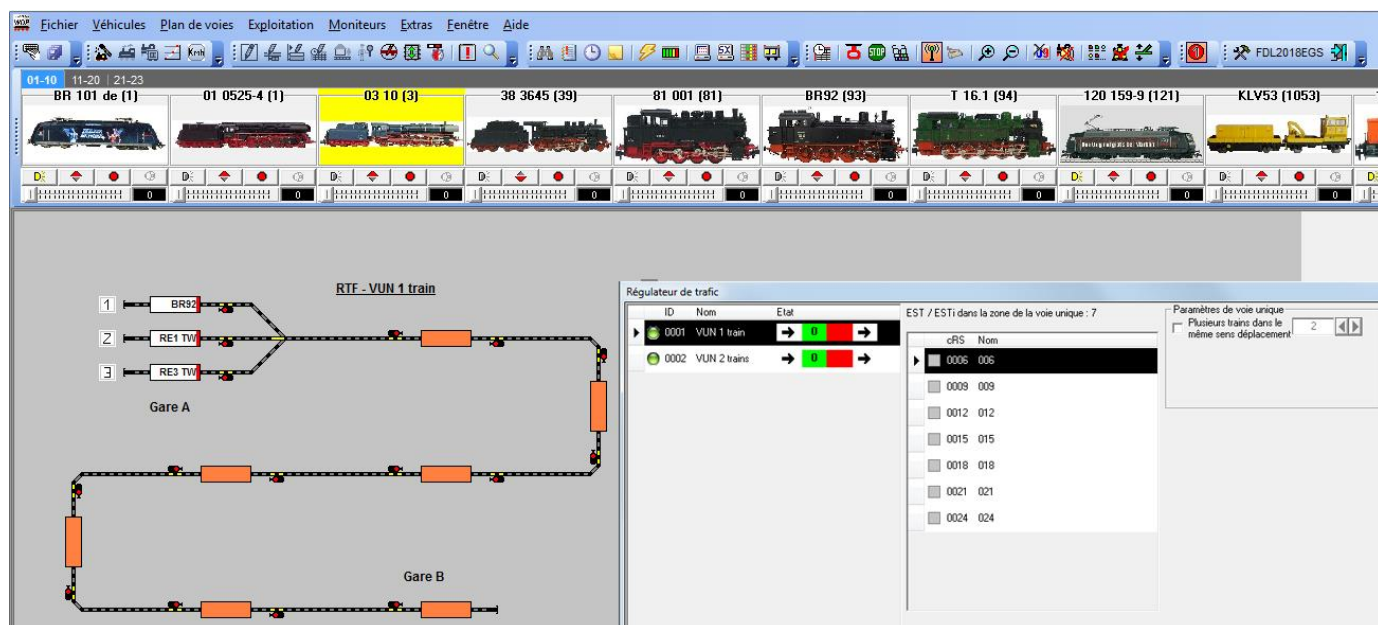 Fichier Véhicules Plan de voies Exploitation Moniteurs Extras Fenêtre Aide
FDL2018EGS
01-10 11-20 21-23
BR 101 de (1) 01 0525-4 (1) 03 10 (3) 38 3645 (39) 81 001 (81) BR92 (93) T 16.1 (94) 120 159-9 (121) KLV53 (1053)
0 0 0 0 0 0 0 0 0
RTF - VUN 1 train
1 BR92
2 RE1 TW
3 RE3 TW
Gare A
Gare B
Régulateur de trafic
ID Nom Etat
0001 VUN 1 train 0
0002 VUN 2 trains 0
EST / ESTi dans la zone de la voie unique : 7
cRS Nom
0006 006
0009 009
0012 012
0015 015
0018 018
0021 021
0024 024
Paramètres de voie unique
Plusieurs trains dans le
même sens déplacement
2